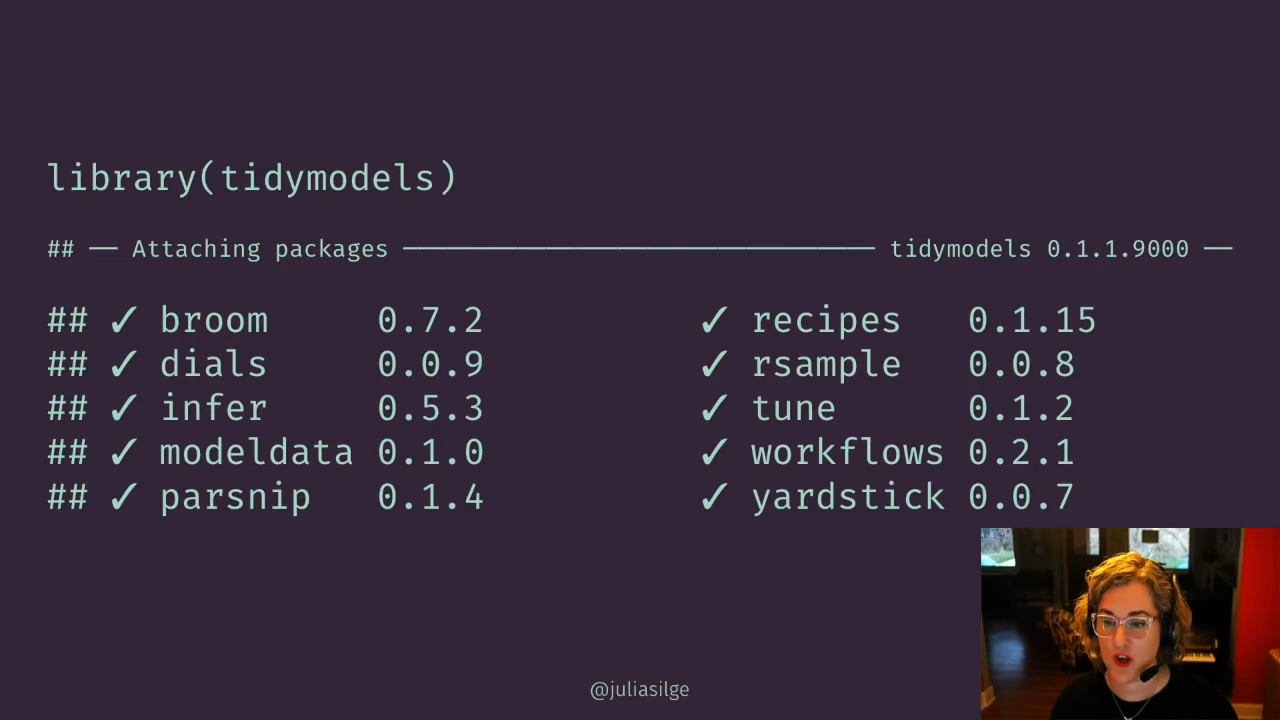 library(tidymodels)
## ── Attaching packages ───────────────────────────────── tidymodels 0.1.1.9000 ──
## ✓ broom     0.7.2          ✓ recipes   0.1.15
## ✓ dials     0.0.9          ✓ rsample   0.0.8
## ✓ infer     0.5.3          ✓ tune      0.1.2
## ✓ modeldata 0.1.0          ✓ workflows 0.2.1
## ✓ parsnip   0.1.4          ✓ yardstick 0.0.7
@juliasilge